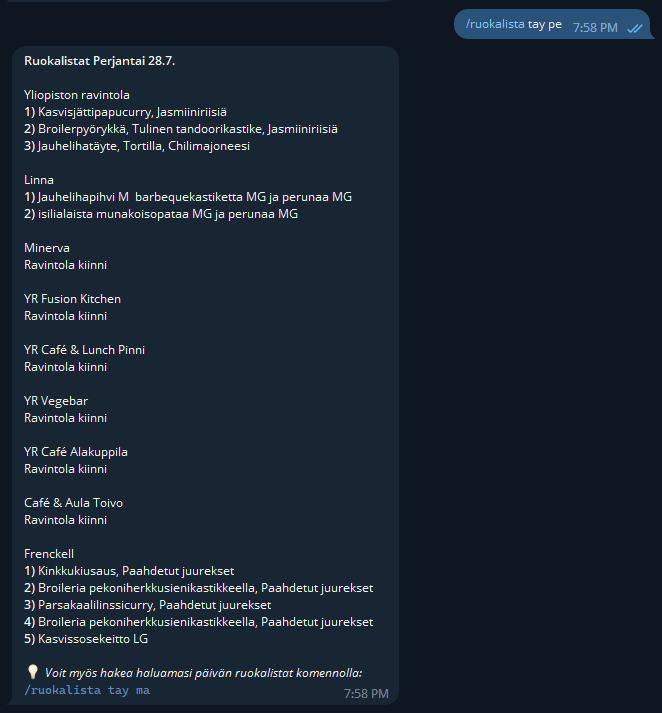 /ruokalista tay pe 7:58 PM
Ruokalistat Perjantai 28.7.
Yliopiston ravintola
1) Kasvisjättipapucurry, Jasmiiniriisiä
2) Broilerpyörykkä, Tulinen tandoorikastike, Jasmiiniriisiä
3) Jauhelihatäyte, Tortilla, Chilimajoneesi
Linna
1) Jauhelihapihvi M  barbequekastiketta MG ja perunaa MG
2) isilialaista munakoisopataa MG ja perunaa MG
Minerva
Ravintola kiinni
YR Fusion Kitchen
Ravintola kiinni
YR Café & Lunch Pinni
Ravintola kiinni
YR Vegebar
Ravintola kiinni
YR Café Alakuppila
Ravintola kiinni
Café & Aula Toivo
Ravintola kiinni
Frenckell
1) Kinkkukiusaus, Paahdetut juurekset
2) Broileria pekoniherkkusienikastikkeella, Paahdetut juurekset
3) Parsakaalilinssicurry, Paahdetut juurekset
4) Broileria pekoniherkkusienikastikkeella, Paahdetut juurekset
5) Kasvissosekeitto LG
💡 Voit myös hakea haluamasi päivän ruokalistat komennolla:
/ruokalista tay ma 7:58 PM